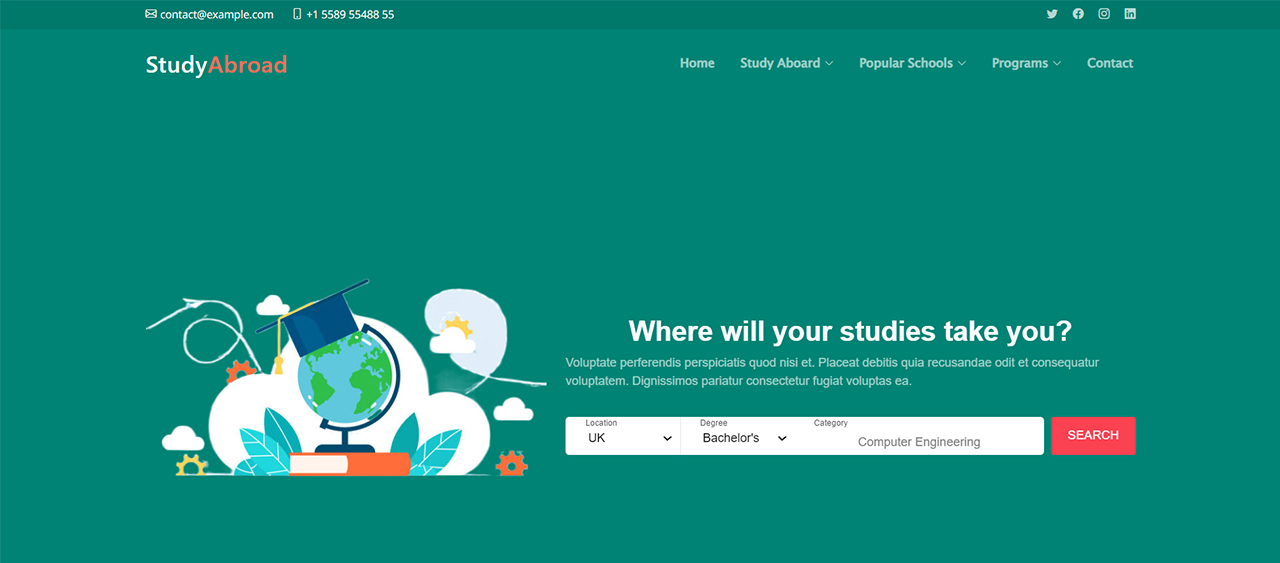 contact@example.com +1 5589 55488 55
StudyAbroad
Home Study Aboard Popular Schools Programs Contact
Where will your studies take you?
Voluptate perferendis perspiciatis quod nisi et. Placeat debitis quia recusandae odit et consequatur
voluptatem. Dignissimos pariatur consectetur fugiat voluptas ea.
Location Degree Category
UK Bachelor's Computer Engineering
SEARCH